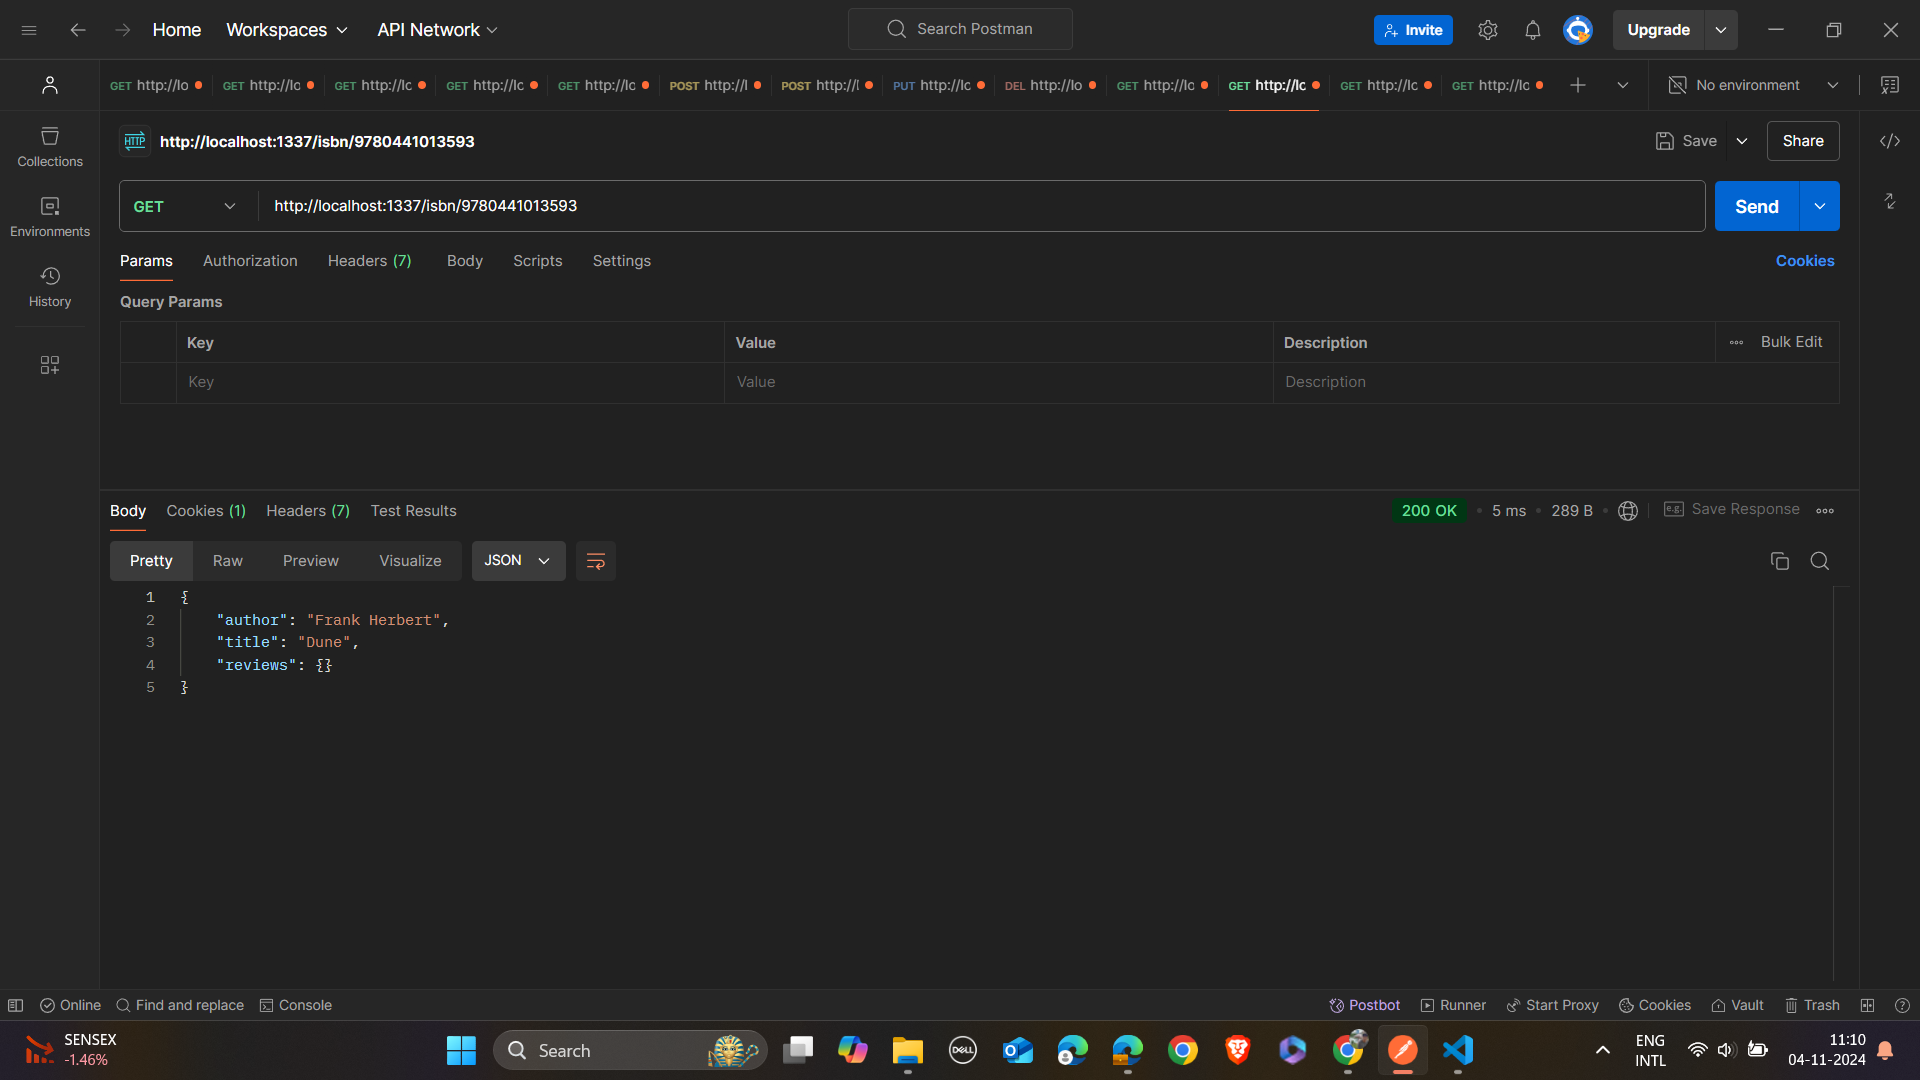 Home Workspaces API Network Search Postman Invite Upgrade
GET http://lo GET http://lc GET http://lc GET http://lc GET http://lo POST http://l POST http://l PUT http://lc DEL http://lo GET http://lo GET http://lc GET http://lc GET http://lo No environment
HTTP http://localhost:1337/isbn/9780441013593 Save Share
Collections
GET http://localhost:1337/isbn/9780441013593 Send
Environments
Params Authorization Headers (7) Body Scripts Settings Cookies
History
Query Params
Key Value Description Bulk Edit
Key Value Description
Body Cookies (1) Headers (7) Test Results 200 OK 5 ms 289 B e.g. Save Response
Pretty Raw Preview Visualize JSON
1 {
2 "author": "Frank Herbert",
3 "title": "Dune",
4 "reviews": {}
5 }
Online Find and replace Console Postbot Runner Start Proxy Cookies Vault Trash
SENSEX
-1.46%
Search
DELL
ENG
INTL
11:10
04-11-2024